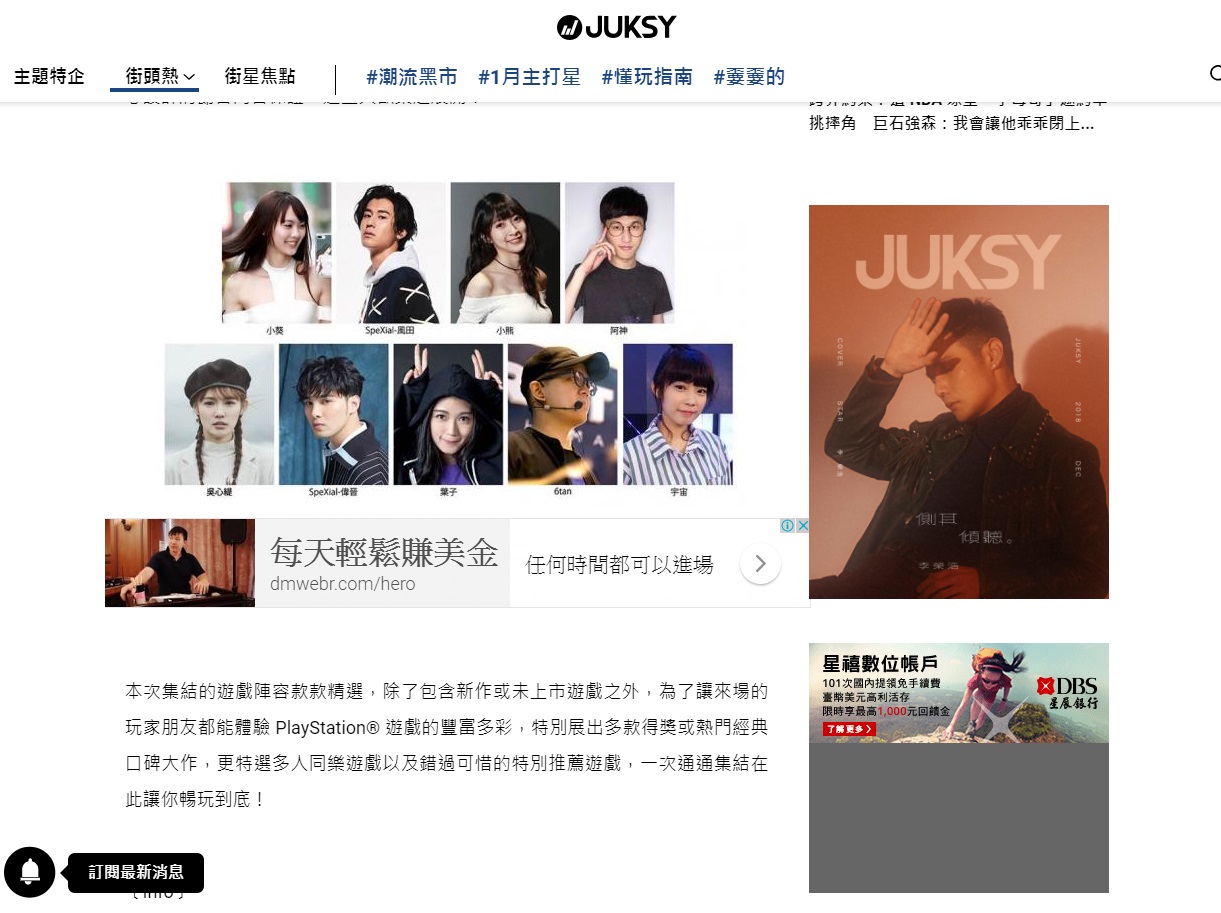 JUKSY
主題特企
街頭熱
街星焦點
#潮流黑市
#1月主打星
#懂玩指南
#嫑嫑的
挑摔角 巨石強森：我會讓他乖乖閉上...
小葵
SpeXial-風田
小熊
阿神
吳心緹
SpeXial-偉晉
葉子
6tan
宇宙
每天輕鬆賺美金
dmwebr.com/hero
任何時間都可以進場
JUKSY
COVER
STAR
JUKSY
2018
DEC
側耳
傾聽。
李榮浩
星禧數位帳戶
101次國內提領免手續費
臺幣美元高利活存
限時享最高1,000元回饋金
了解更多
DBS
星展銀行
本次集結的遊戲陣容款款精選，除了包含新作或未上市遊戲之外，為了讓來場的
玩家朋友都能體驗 PlayStation® 遊戲的豐富多彩，特別展出多款得獎或熱門經典
口碑大作，更特選多人同樂遊戲以及錯過可惜的特別推薦遊戲，一次通通集結在
此讓你暢玩到底！
訂閱最新消息